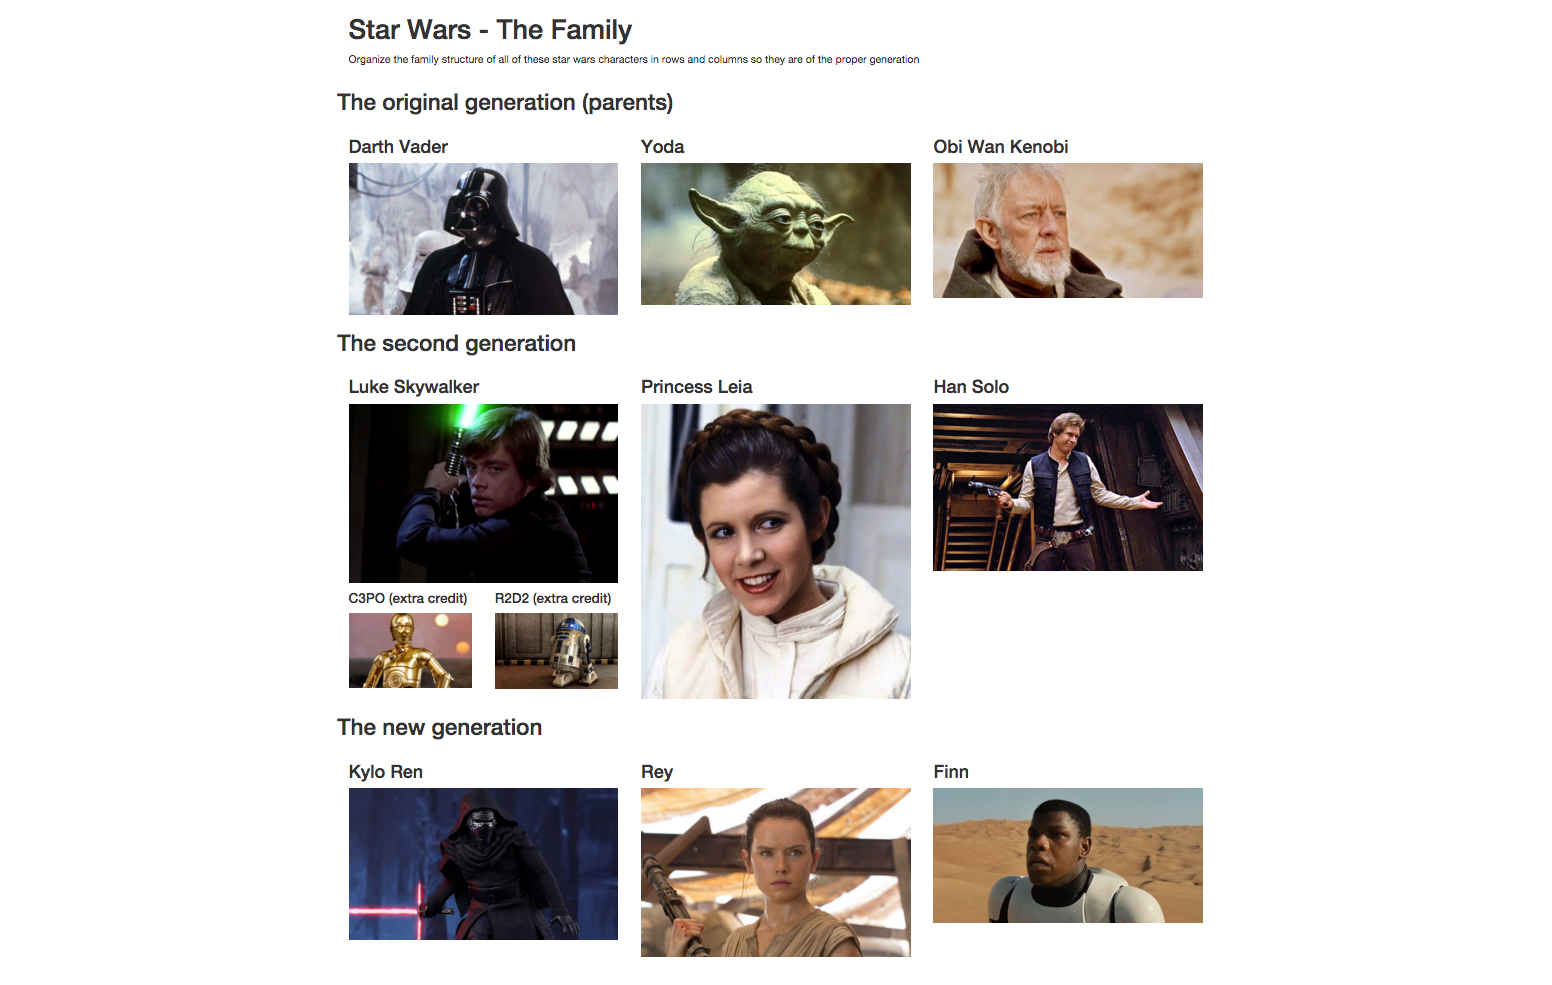 Star Wars - The Family
Organize the family structure of all of these star wars characters in rows and columns so they are of the proper generation
The original generation (parents)
Darth Vader
Yoda
Obi Wan Kenobi
The second generation
Luke Skywalker
Princess Leia
Han Solo
C3PO (extra credit)
R2D2 (extra credit)
The new generation
Kylo Ren
Rey
Finn